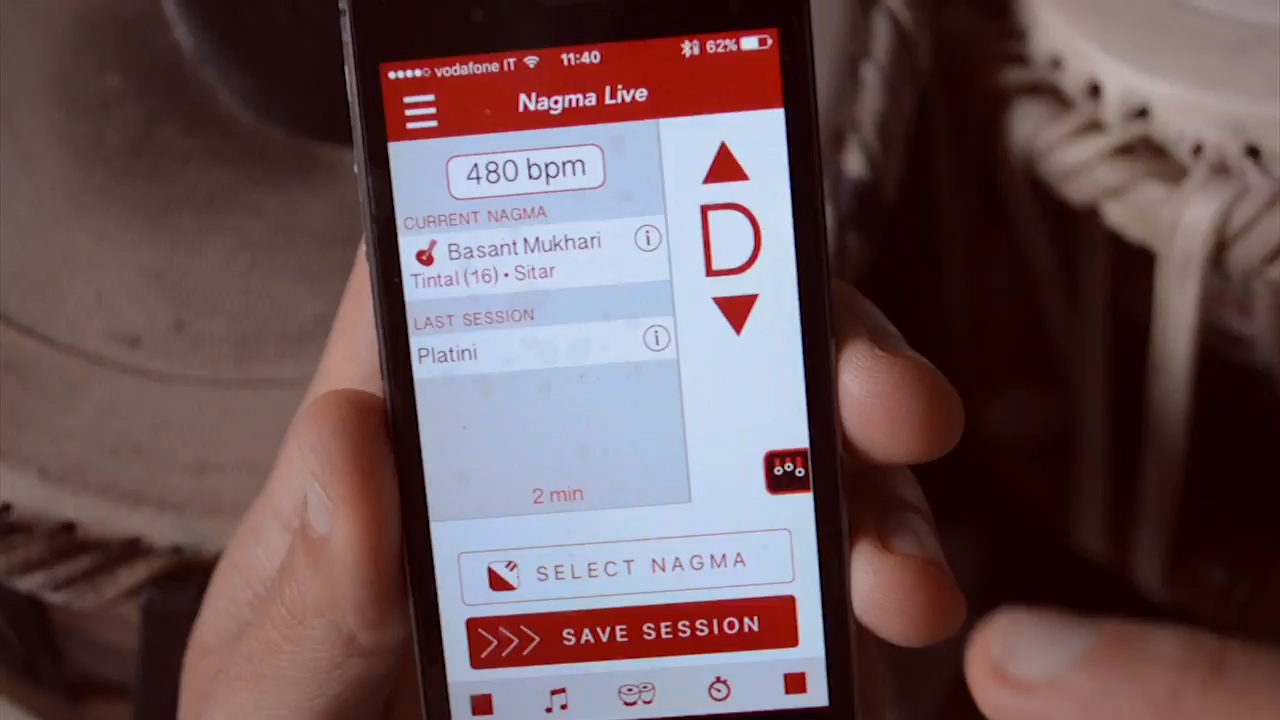 vodafone IT 11:40 62%
Nagma Live
480 bpm
CURRENT NAGMA
Basant Mukhari
Tintal (16) • Sitar
D
LAST SESSION
Platini
2 min
SELECT NAGMA
SAVE SESSION